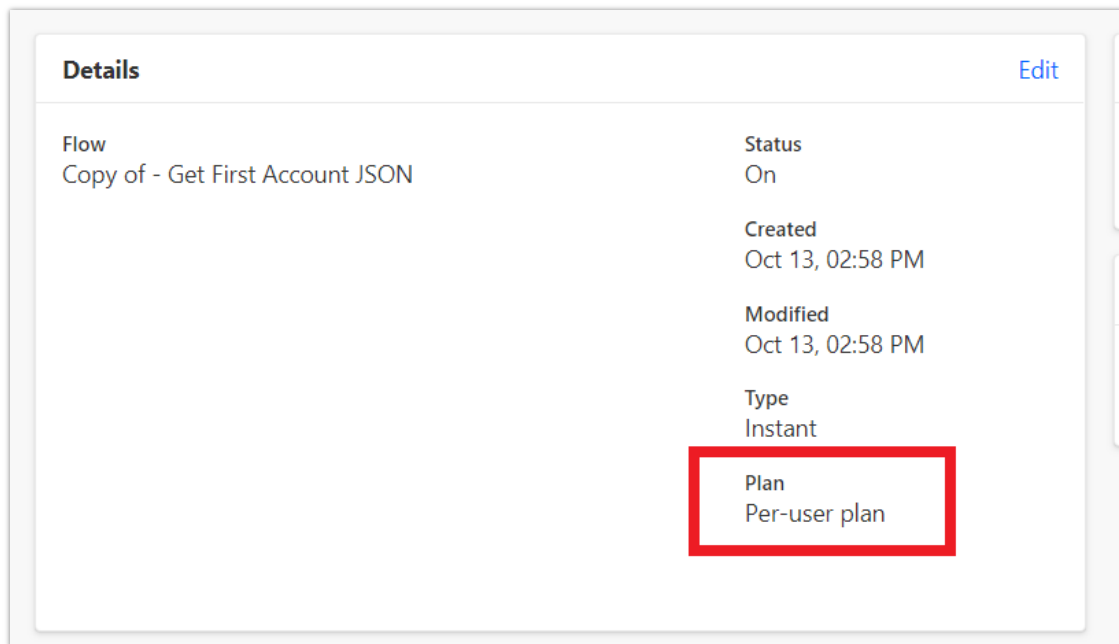 Details
Edit
Flow
Copy of - Get First Account JSON
Status
On
Created
Oct 13, 02:58 PM
Modified
Oct 13, 02:58 PM
Type
Instant
Plan
Per-user plan